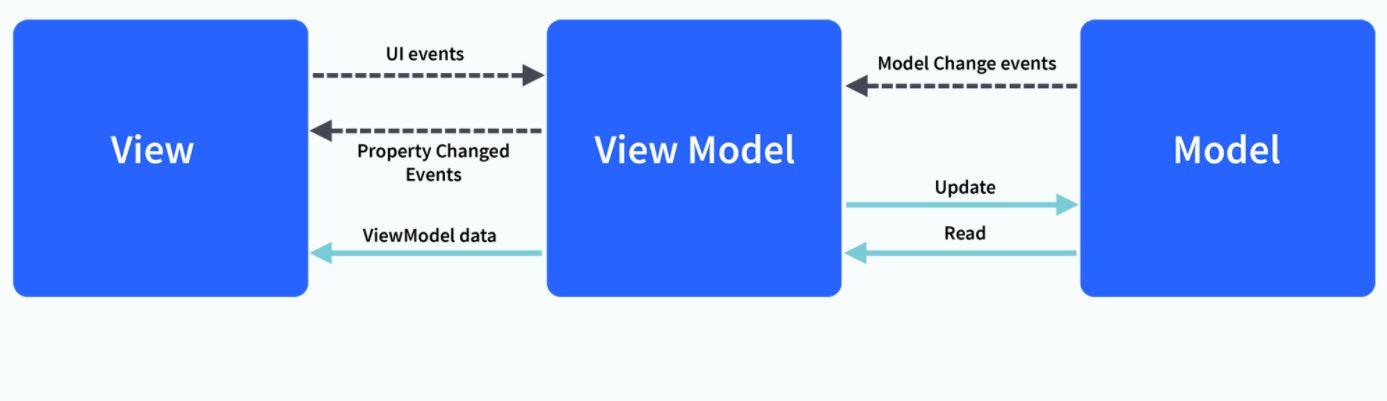 View
UI events
Property Changed
Events
ViewModel data
View Model
Model Change events
Update
Read
Model